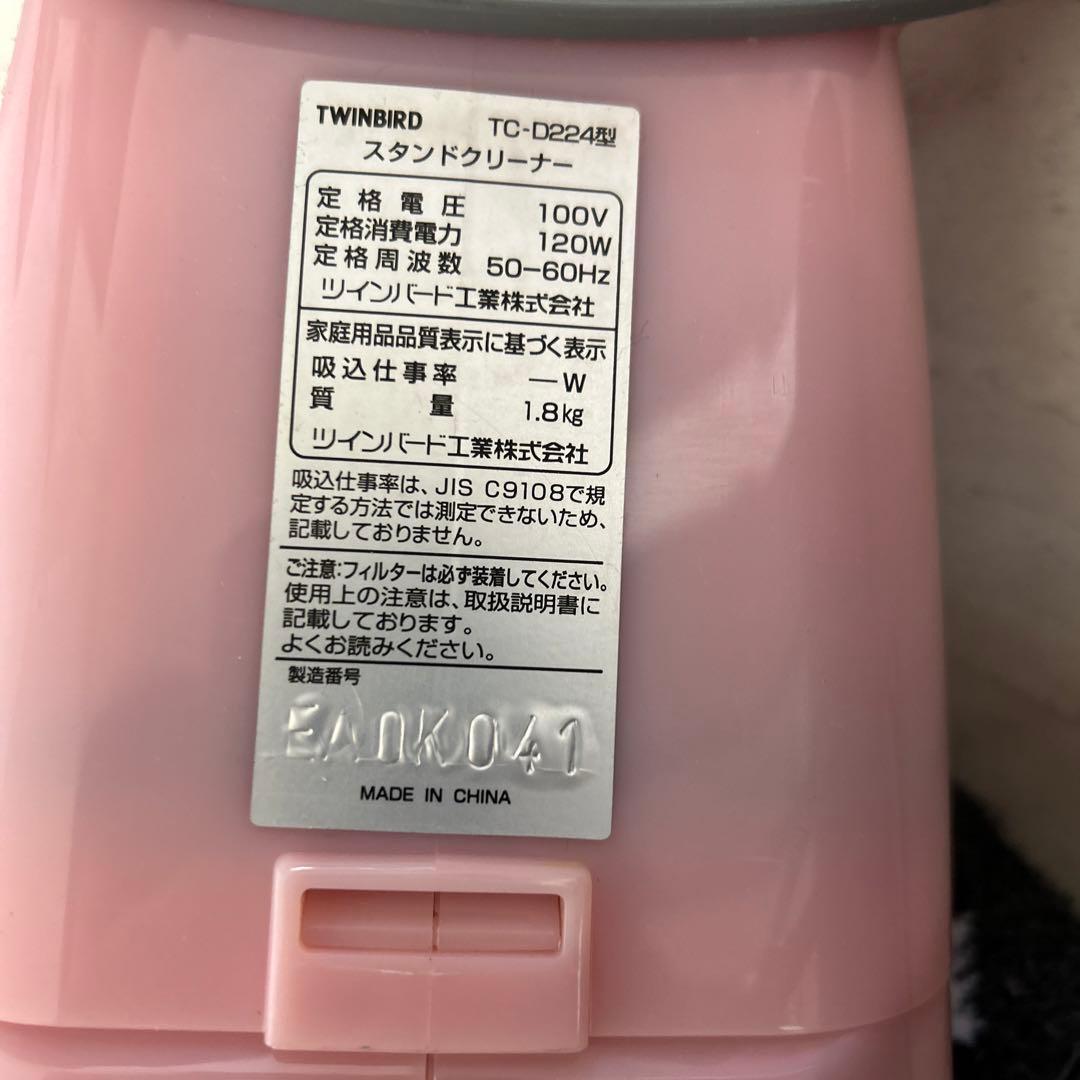 TWINBIRD TC-D224型
スタンドクリーナー
定格電圧 100V
定格消費電力 120W
定格周波数 50-60Hz
ツインバード工業株式会社
家庭用品品質表示に基づく表示
吸込仕事率 —W
質量 1.8kg
ツインバード工業株式会社
吸込仕事率は、JIS C9108で規
定する方法では測定できないため、
記載しておりません。
ご注意:フィルターは必ず装着してください。
使用上の注意は、取扱説明書に
記載しております。
よくお読みください。
製造番号
EA0K041
MADE IN CHINA